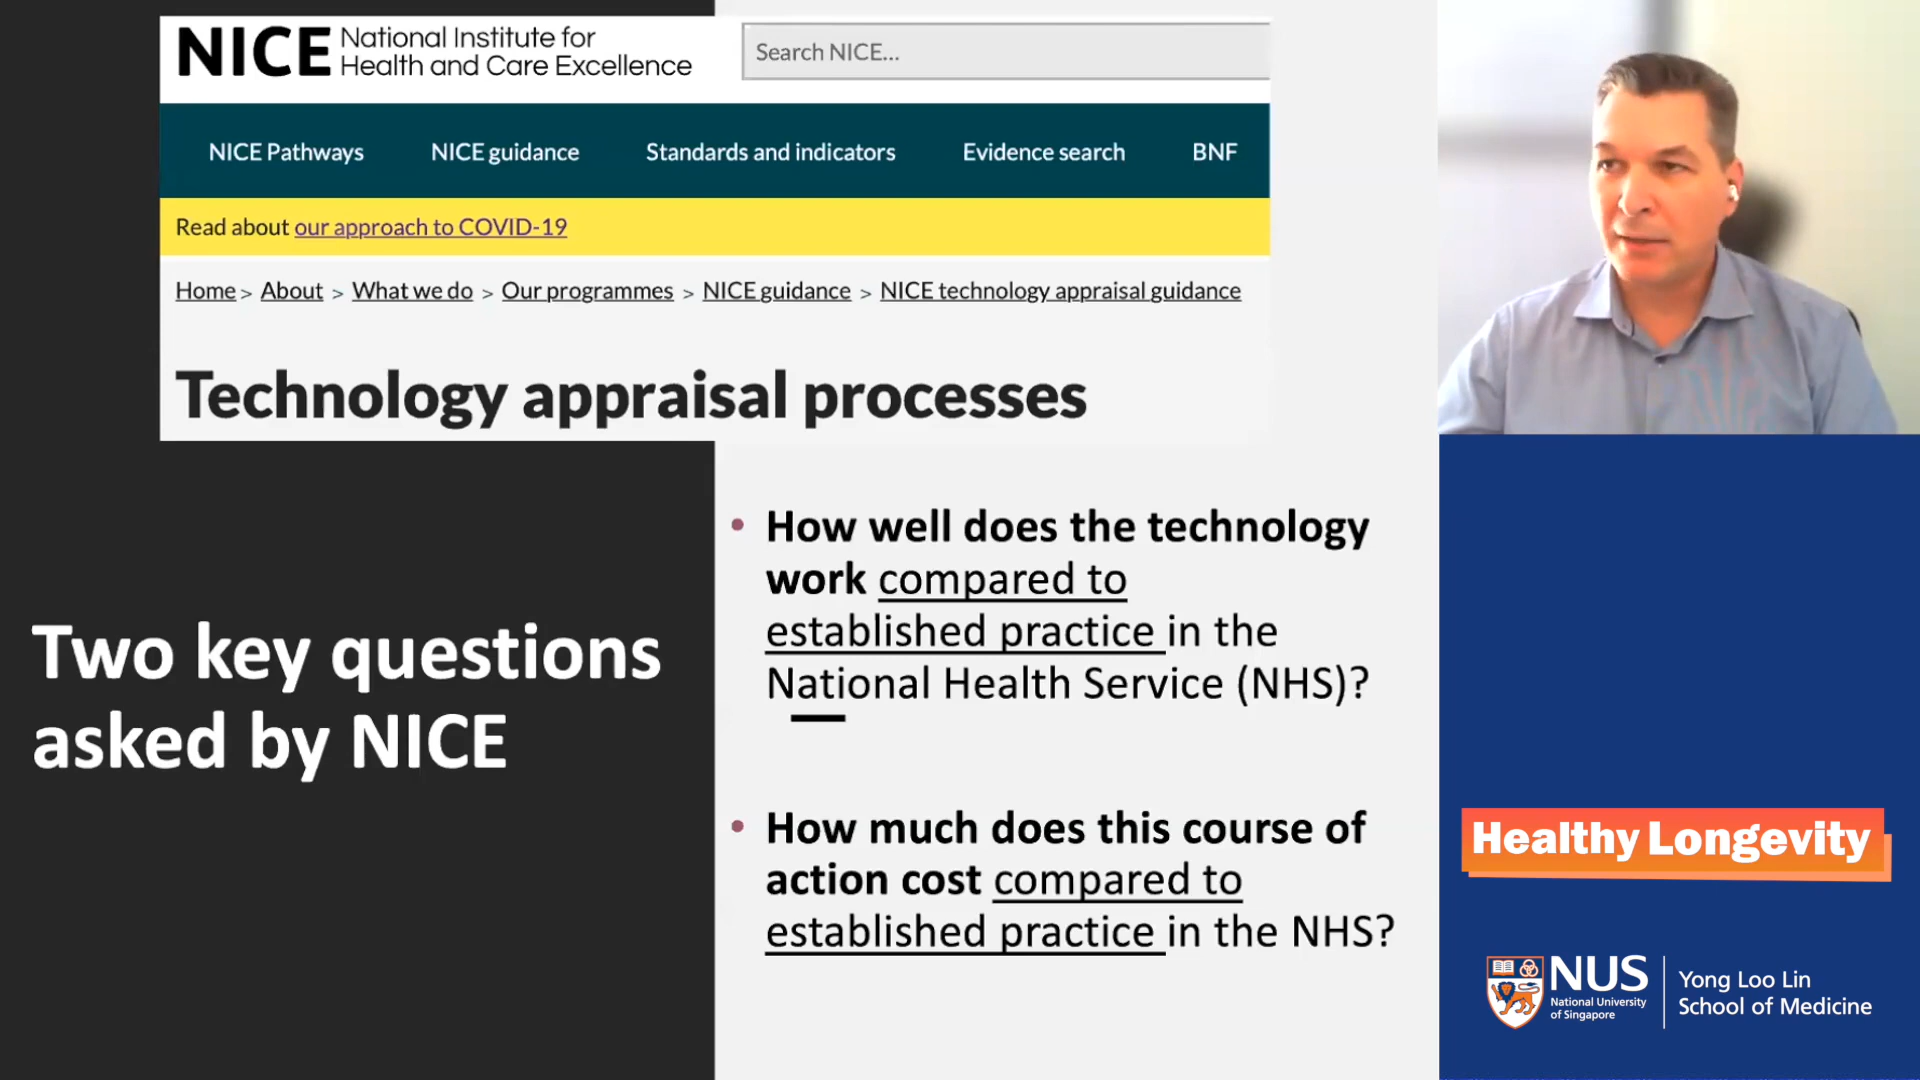 NICE National Institute for
Health and Care Excellence
Search NICE...
NICE Pathways NICE guidance Standards and indicators Evidence search BNF
Read about our approach to COVID-19
Home > About > What we do > Our programmes > NICE guidance > NICE technology appraisal guidance
Technology appraisal processes
Two key questions
asked by NICE
• How well does the technology
work compared to
established practice in the
National Health Service (NHS)?
• How much does this course of
action cost compared to
established practice in the NHS?
Healthy Longevity
NUS
National University
of Singapore
Yong Loo Lin
School of Medicine